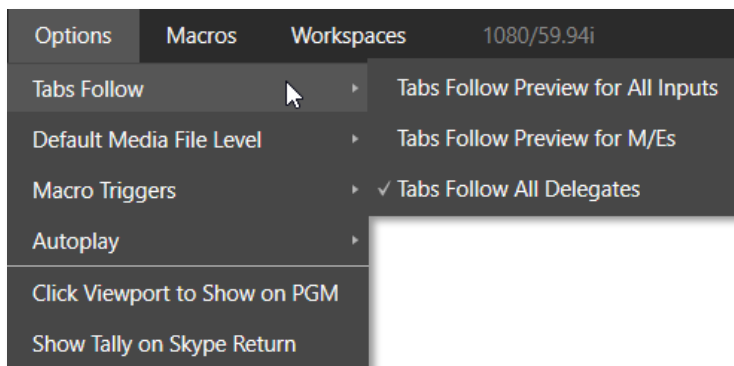 Options Macros Workspaces 1080/59.94i
Tabs Follow
Default Media File Level
Macro Triggers
Autoplay
Click Viewport to Show on PGM
Show Tally on Skype Return
Tabs Follow Preview for All Inputs
Tabs Follow Preview for M/Es
✓ Tabs Follow All Delegates